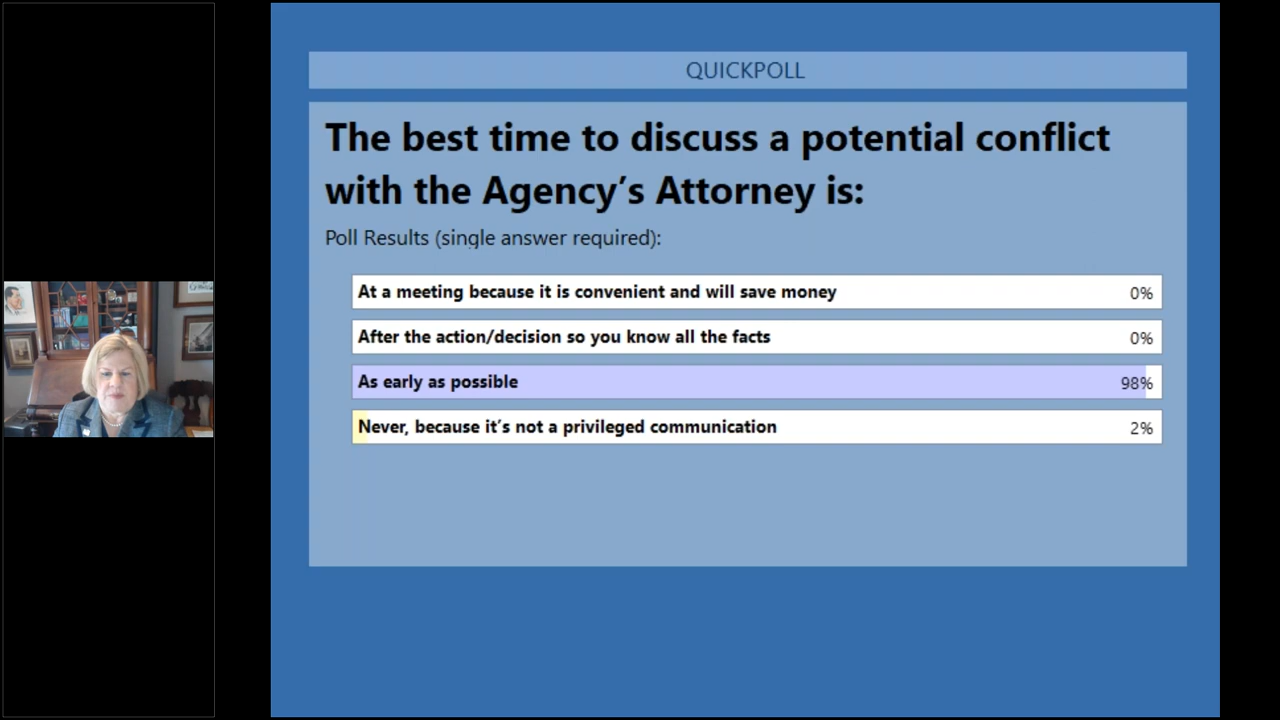 QUICKPOLL
The best time to discuss a potential conflict
with the Agency’s Attorney is:
Poll Results (single answer required):
At a meeting because it is convenient and will save money 0%
After the action/decision so you know all the facts 0%
As early as possible 98%
Never, because it’s not a privileged communication 2%